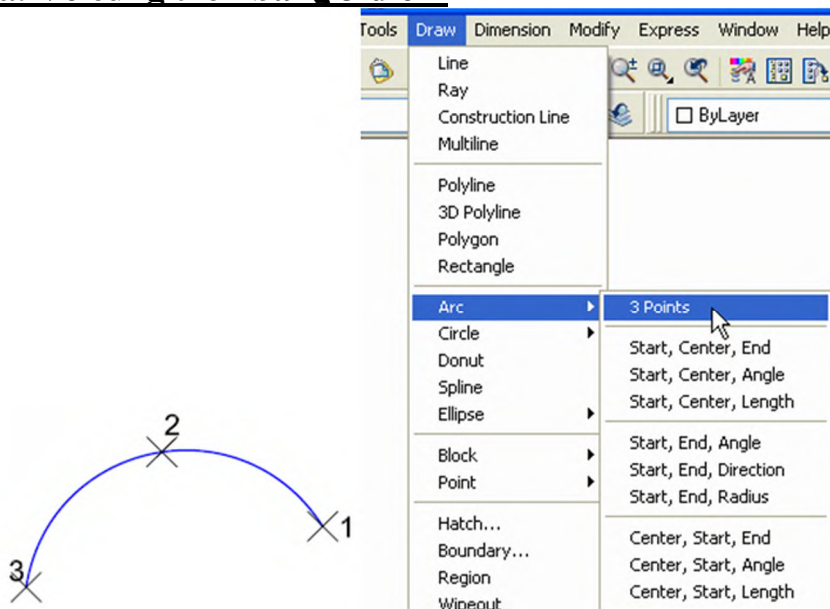 Tools Draw Dimension Modify Express Window Help
ByLayer
Line
Ray
Construction Line
Multiline
Polyline
3D Polyline
Polygon
Rectangle
Arc
Circle
Donut
Spline
Ellipse
Block
Point
Hatch...
Boundary...
Region
Wipeout
3 Points
Start, Center, End
Start, Center, Angle
Start, Center, Length
Start, End, Angle
Start, End, Direction
Start, End, Radius
Center, Start, End
Center, Start, Angle
Center, Start, Length
2
1
3